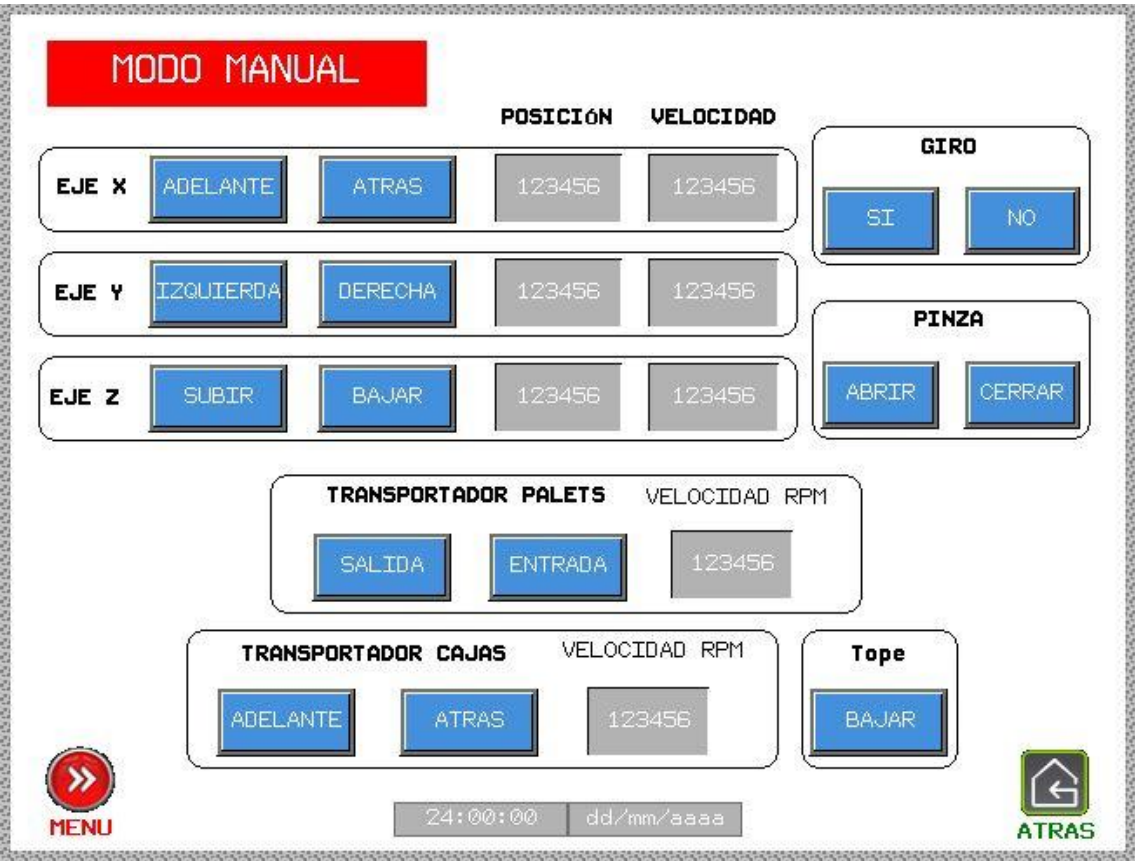 MODO MANUAL
POSICIóN VELOCIDAD
EJE X ADELANTE ATRAS 123456 123456
EJE Y IZQUIERDA DERECHA 123456 123456
EJE Z SUBIR BAJAR 123456 123456
GIRO
SI NO
PINZA
ABRIR CERRAR
TRANSPORTADOR PALETS VELOCIDAD RPM
SALIDA ENTRADA 123456
TRANSPORTADOR CAJAS VELOCIDAD RPM
ADELANTE ATRAS 123456
Tope
BAJAR
MENU
24:00:00 dd/mm/aaaa
ATRAS